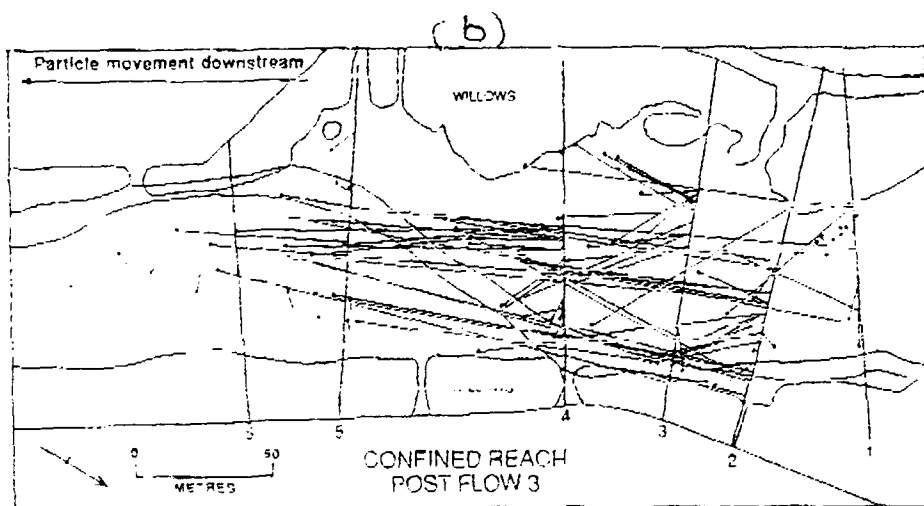 (b)
Particle movement downstream
WILLOWS
6 5 4 3 2 1
0 50
METRES
CONFINED REACH
POST FLOW 3